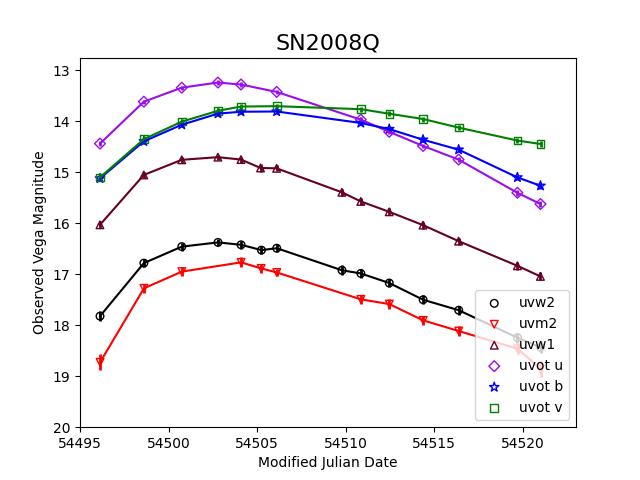 SN2008Q
Observed Vega Magnitude
13
14
15
16
17
18
19
20
54495 54500 54505 54510 54515 54520
Modified Julian Date
uvw2
uvm2
uvw1
uvot u
uvot b
uvot v